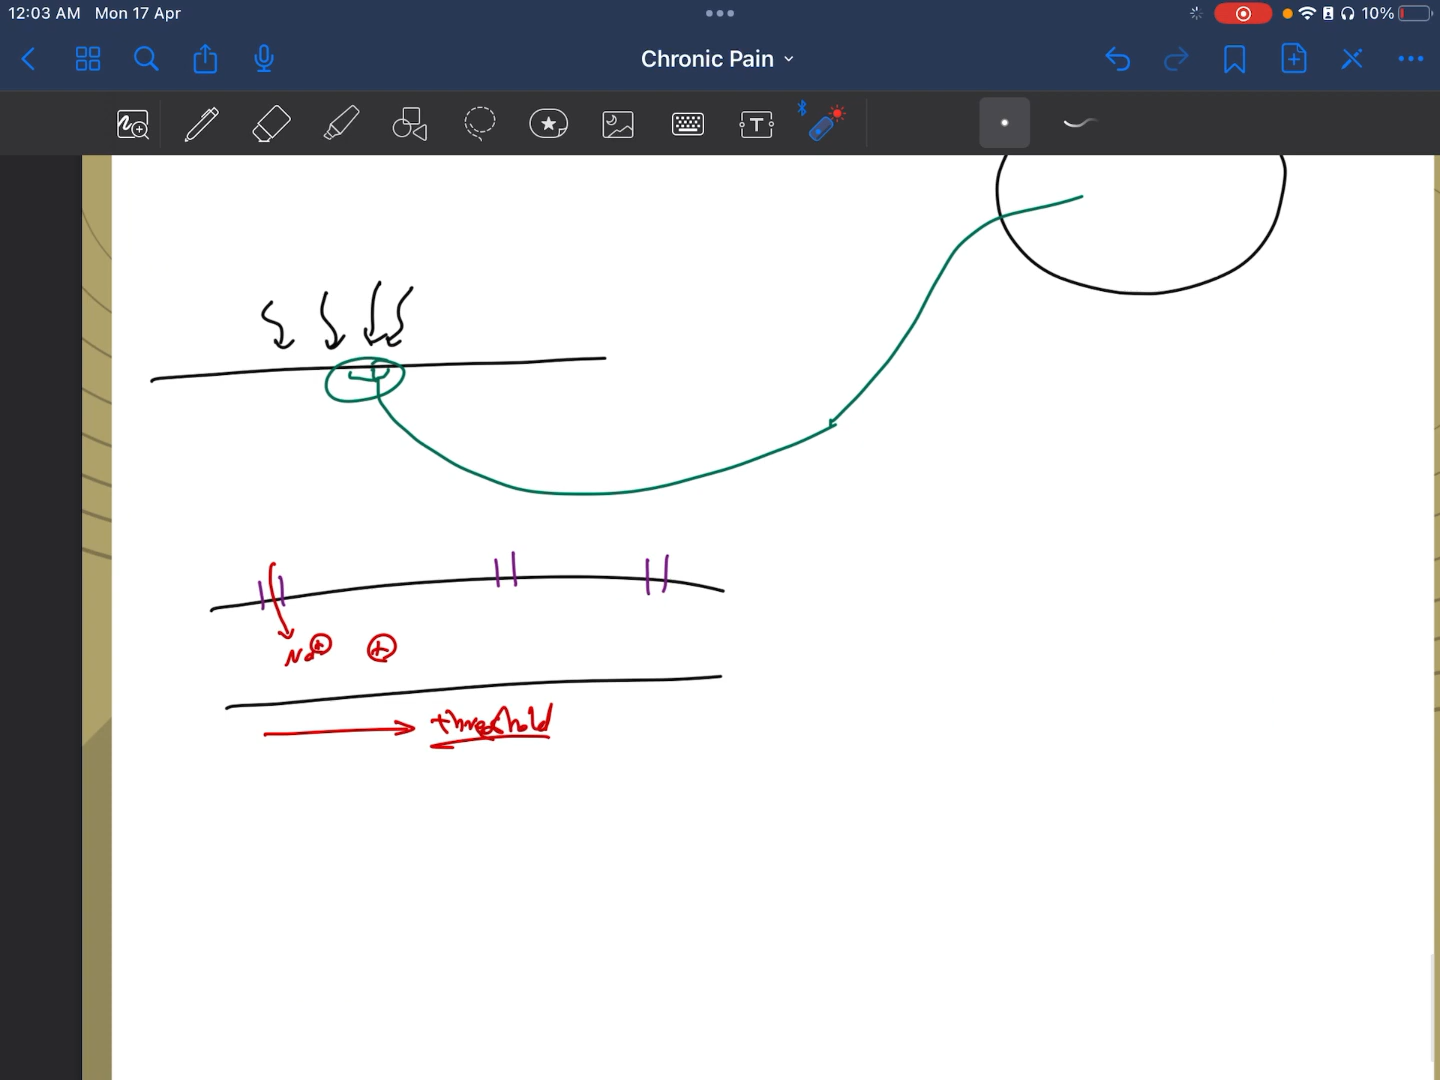 12:03 AM Mon 17 Apr
10%
Chronic Pain
T
Na+ +
threshold